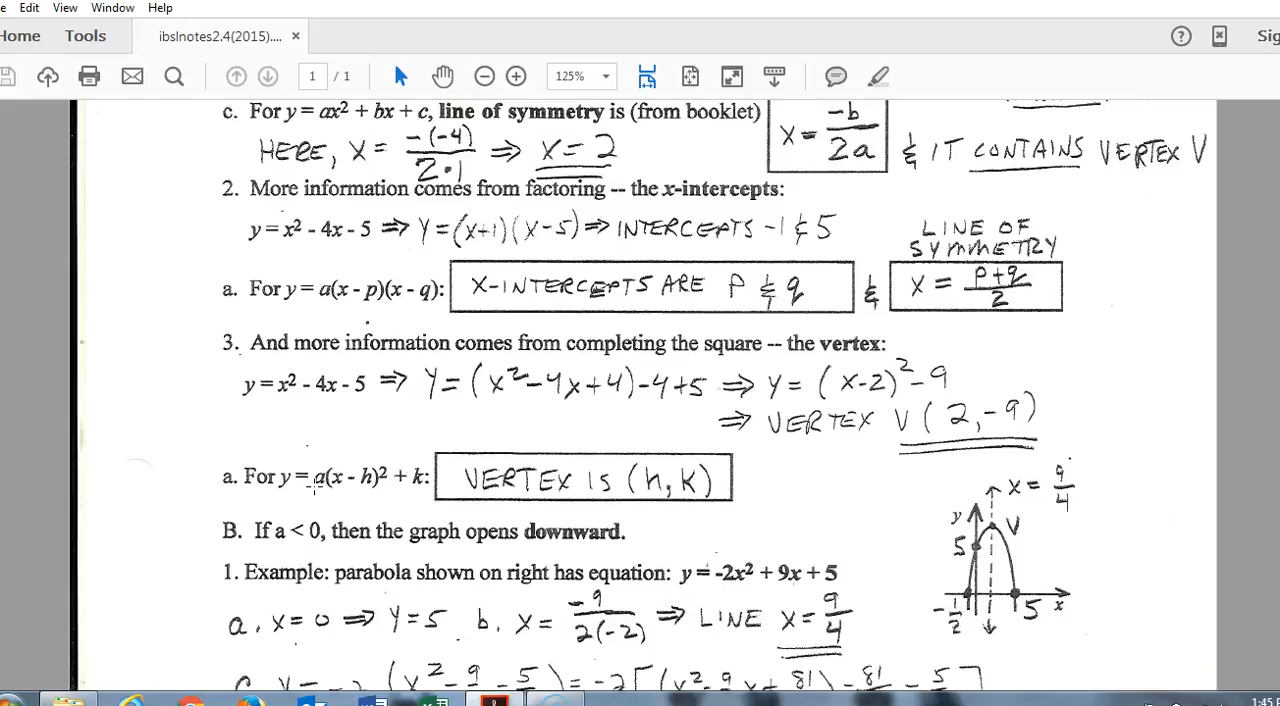 e Edit View Window Help
Home Tools ibslnotes2.4(2015).... × Sig
1 / 1 125%
c. For y = ax² + bx + c, line of symmetry is (from booklet) X = -b/2a & IT CONTAINS VERTEX V
HERE, X = -(-4)/2·1 ⇒ X = 2
2. More information comes from factoring -- the x-intercepts:
y = x² - 4x - 5 ⇒ Y = (X+1)(X-5) ⇒ INTERCEPTS -1 & 5
LINE OF
SYMMETRY
a. For y = a(x - p)(x - q): X-INTERCEPTS ARE P & q & X = P+q/2
3. And more information comes from completing the square -- the vertex:
y = x² - 4x - 5 ⇒ Y = (X²-4X+4)-4+5 ⇒ Y = (X-2)²-9
⇒ VERTEX V(2,-9)
a. For y = a(x - h)² + k: VERTEX IS (h, K)
X = 9/4
B. If a < 0, then the graph opens downward.
y V
5
1. Example: parabola shown on right has equation: y = -2x² + 9x + 5
-1/2 5 x
a. X = 0 ⇒ Y = 5 b. X = -9/2(-2) ⇒ LINE X = 9/4
1:45 P